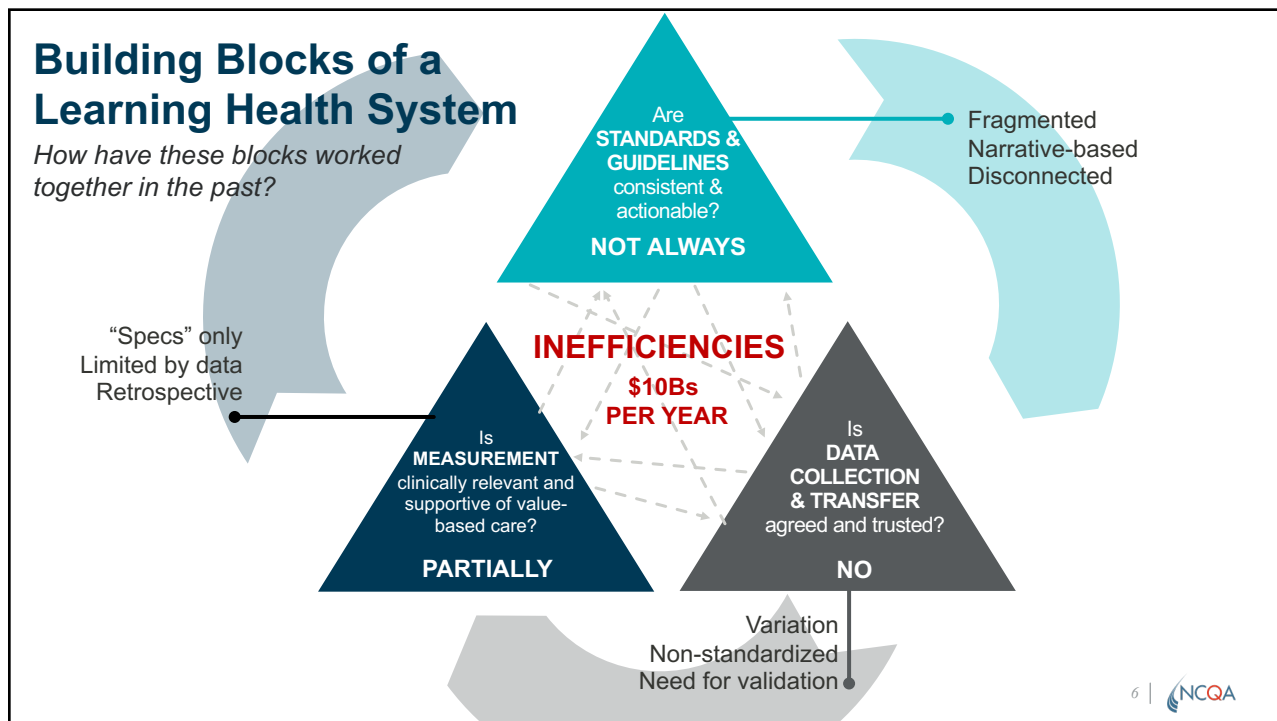 Building Blocks of a
Learning Health System
How have these blocks worked
together in the past?
Are
STANDARDS &
GUIDELINES
consistent &
actionable?
NOT ALWAYS
Fragmented
Narrative-based
Disconnected
“Specs” only
Limited by data
Retrospective
INEFFICIENCIES
$10Bs
PER YEAR
Is
MEASUREMENT
clinically relevant and
supportive of value-
based care?
PARTIALLY
Is
DATA
COLLECTION
& TRANSFER
agreed and trusted?
NO
Variation
Non-standardized
Need for validation
6 | NCQA